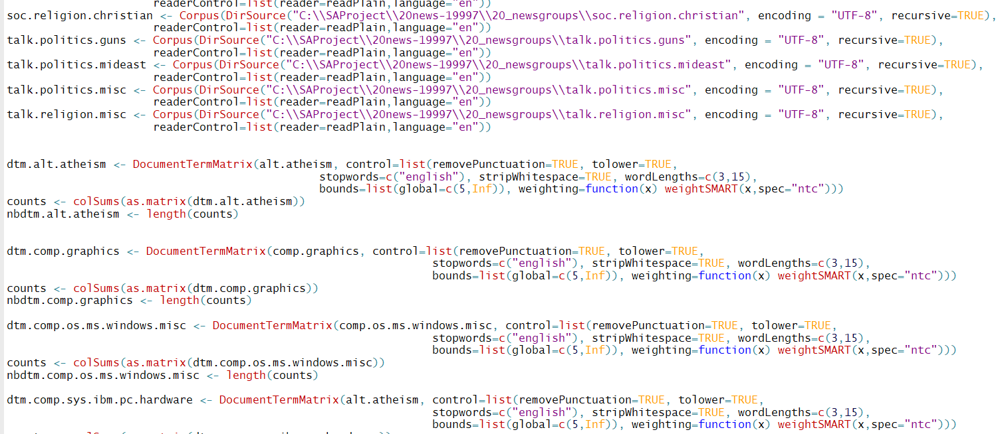 readerControl=list(reader=readPlain,language="en"))
soc.religion.christian <- Corpus(DirSource("C:\\SAProject\\20news-19997\\20_newsgroups\\soc.religion.christian", encoding = "UTF-8", recursive=TRUE),
readerControl=list(reader=readPlain,language="en"))
talk.politics.guns <- Corpus(DirSource("C:\\SAProject\\20news-19997\\20_newsgroups\\talk.politics.guns", encoding = "UTF-8", recursive=TRUE),
readerControl=list(reader=readPlain,language="en"))
talk.politics.mideast <- Corpus(DirSource("C:\\SAProject\\20news-19997\\20_newsgroups\\talk.politics.mideast", encoding = "UTF-8", recursive=TRUE),
readerControl=list(reader=readPlain,language="en"))
talk.politics.misc <- Corpus(DirSource("C:\\SAProject\\20news-19997\\20_newsgroups\\talk.politics.misc", encoding = "UTF-8", recursive=TRUE),
readerControl=list(reader=readPlain,language="en"))
talk.religion.misc <- Corpus(DirSource("C:\\SAProject\\20news-19997\\20_newsgroups\\talk.religion.misc", encoding = "UTF-8", recursive=TRUE),
readerControl=list(reader=readPlain,language="en"))
dtm.alt.atheism <- DocumentTermMatrix(alt.atheism, control=list(removePunctuation=TRUE, tolower=TRUE,
stopwords=c("english"), stripWhitespace=TRUE, wordLengths=c(3,15),
bounds=list(global=c(5,Inf)), weighting=function(x) weightSMART(x,spec="ntc")))
counts <- colSums(as.matrix(dtm.alt.atheism))
nbdtm.alt.atheism <- length(counts)
dtm.comp.graphics <- DocumentTermMatrix(comp.graphics, control=list(removePunctuation=TRUE, tolower=TRUE,
stopwords=c("english"), stripWhitespace=TRUE, wordLengths=c(3,15),
bounds=list(global=c(5,Inf)), weighting=function(x) weightSMART(x,spec="ntc")))
counts <- colSums(as.matrix(dtm.comp.graphics))
nbdtm.comp.graphics <- length(counts)
dtm.comp.os.ms.windows.misc <- DocumentTermMatrix(comp.os.ms.windows.misc, control=list(removePunctuation=TRUE, tolower=TRUE,
stopwords=c("english"), stripWhitespace=TRUE, wordLengths=c(3,15),
bounds=list(global=c(5,Inf)), weighting=function(x) weightSMART(x,spec="ntc")))
counts <- colSums(as.matrix(dtm.comp.os.ms.windows.misc))
nbdtm.comp.os.ms.windows.misc <- length(counts)
dtm.comp.sys.ibm.pc.hardware <- DocumentTermMatrix(alt.atheism, control=list(removePunctuation=TRUE, tolower=TRUE,
stopwords=c("english"), stripWhitespace=TRUE, wordLengths=c(3,15),
bounds=list(global=c(5,Inf)), weighting=function(x) weightSMART(x,spec="ntc")))